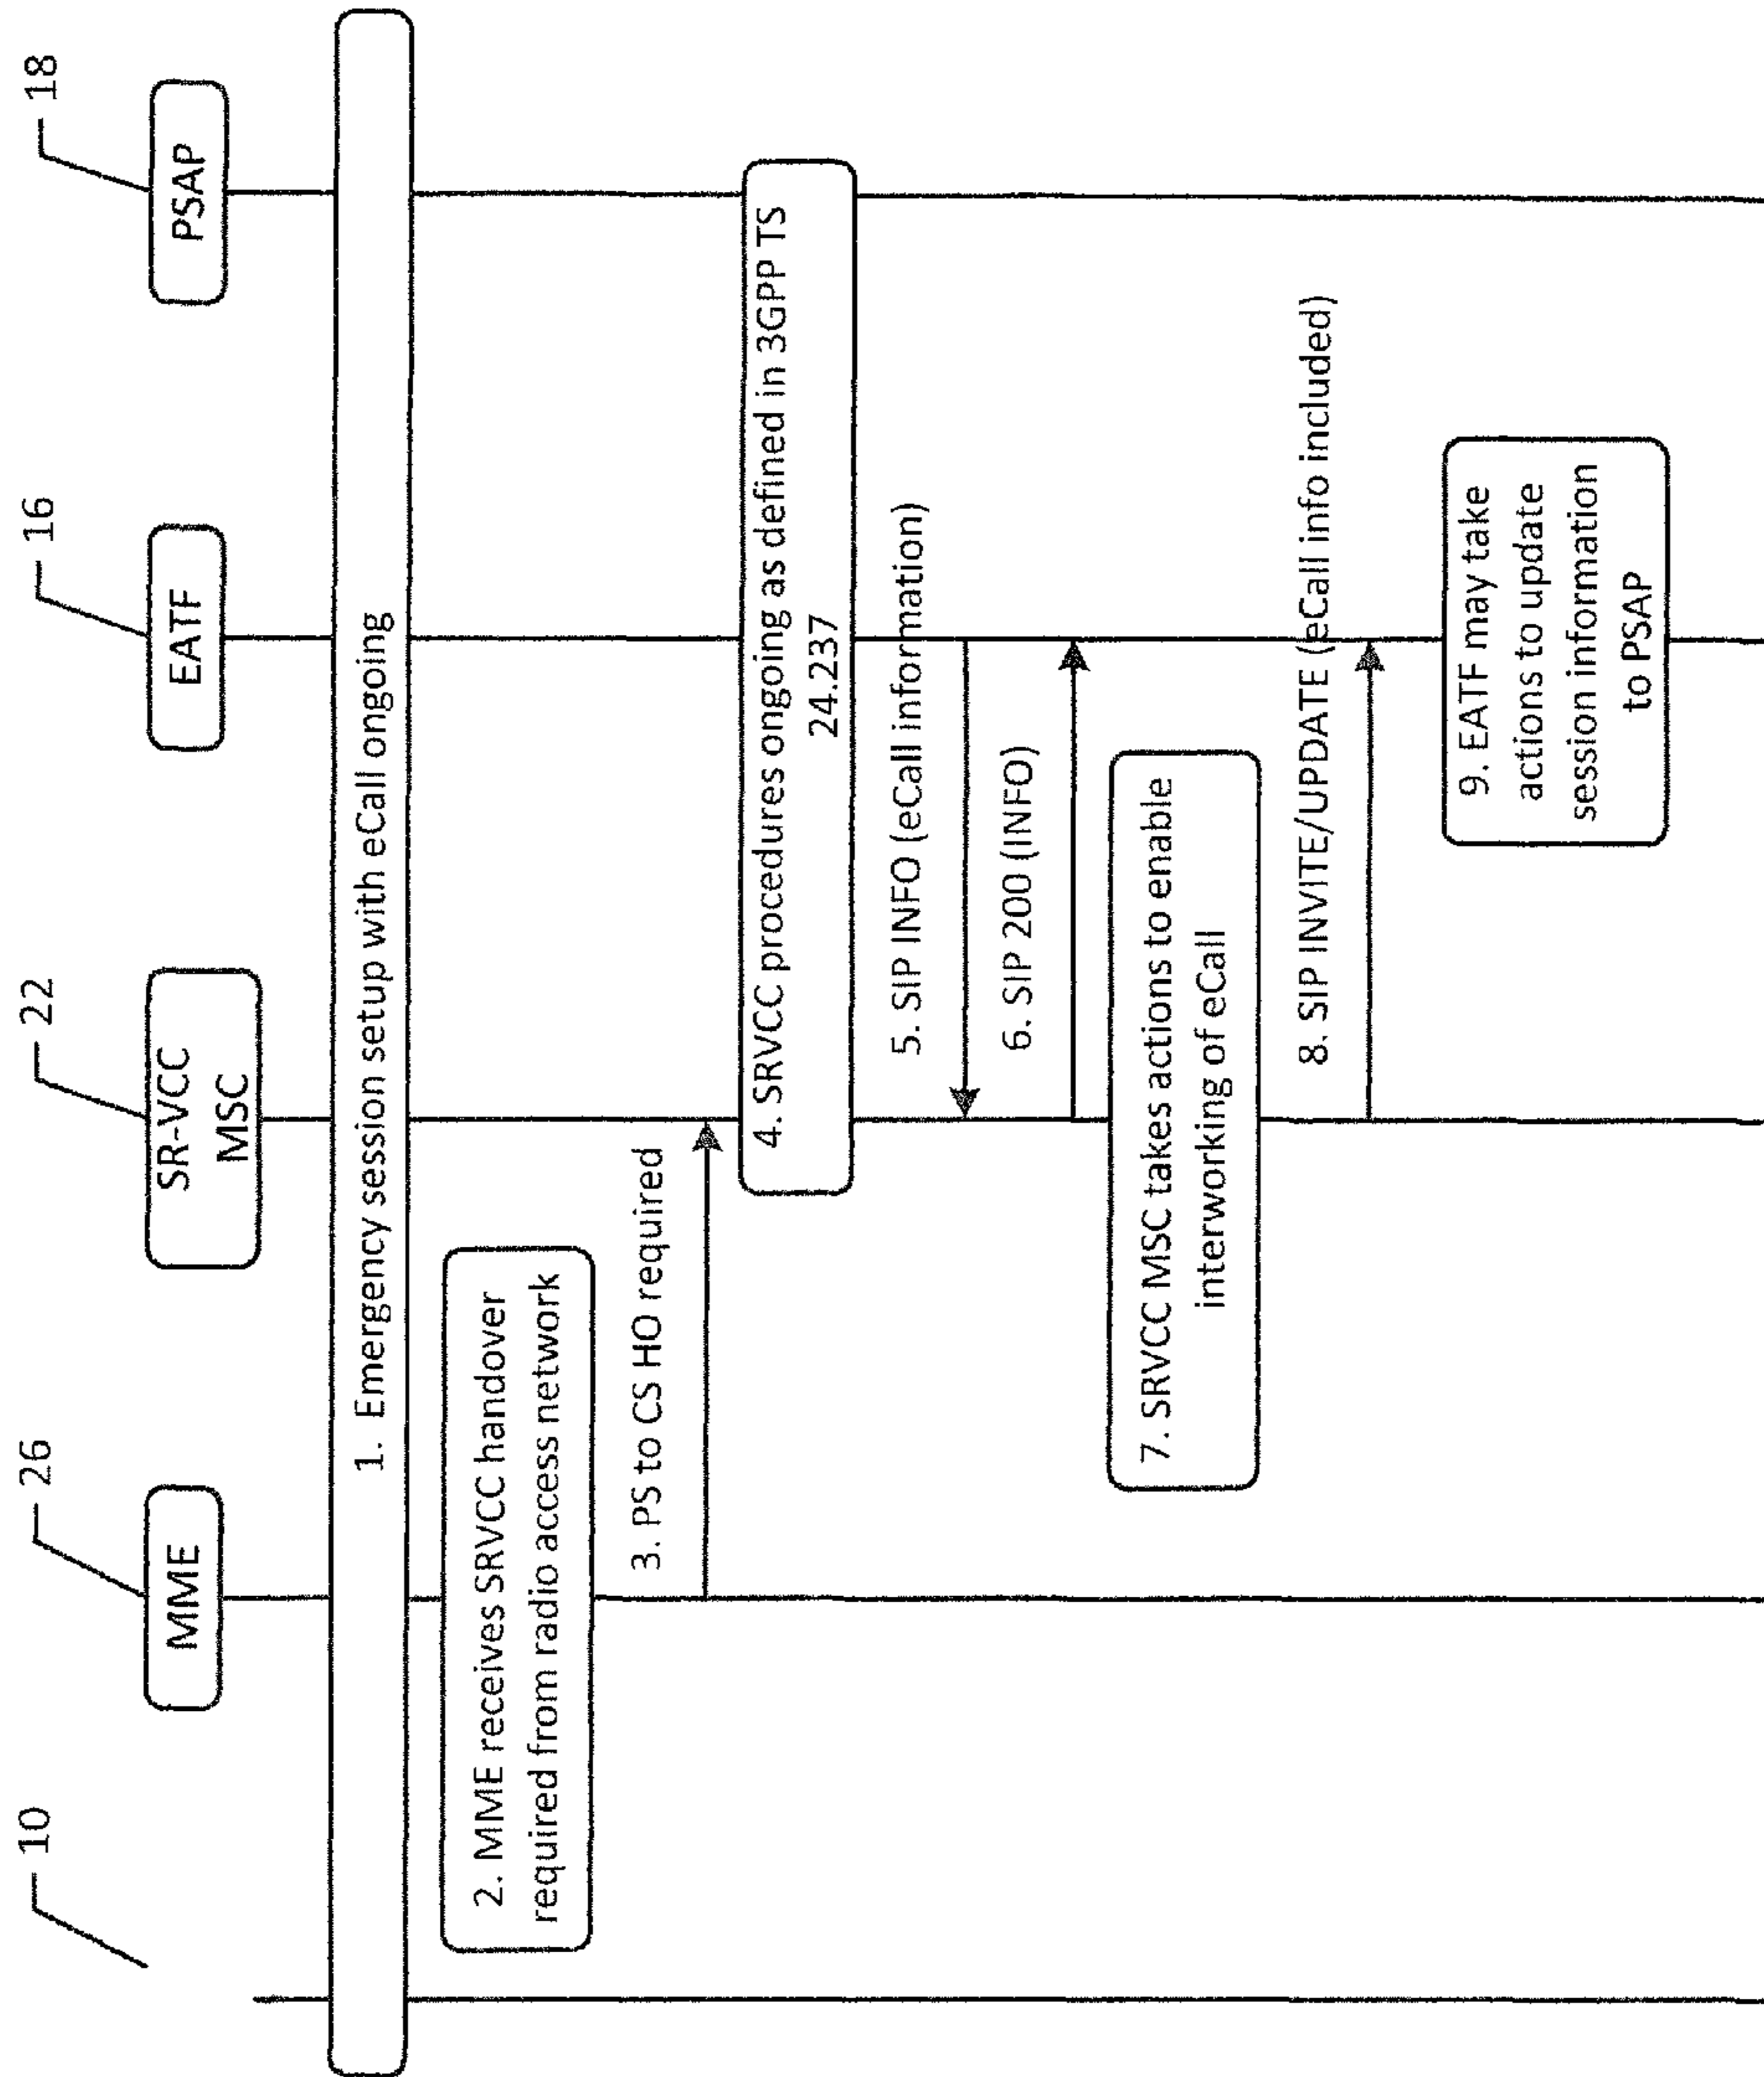 10
26
22
16
18
MME
SR-VCC
MSC
EATF
PSAP
1. Emergency session setup with eCall ongoing
2. MME receives SRVCC handover
required from radio access network
3. PS to CS HO required
4. SRVCC procedures ongoing as defined in 3GPP TS
24.237
5. SIP INFO (eCall information)
6. SIP 200 (INFO)
7. SRVCC MSC takes actions to enable
interworking of eCall
8. SIP INVITE/UPDATE (eCall info included)
9. EATF may take
actions to update
session information
to PSAP